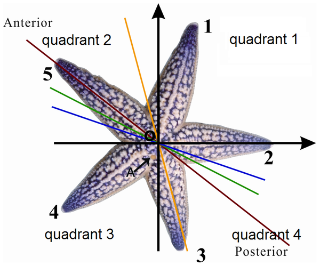 Anterior
quadrant 2
1
quadrant 1
5
2
A
4
quadrant 3
3
quadrant 4
Posterior